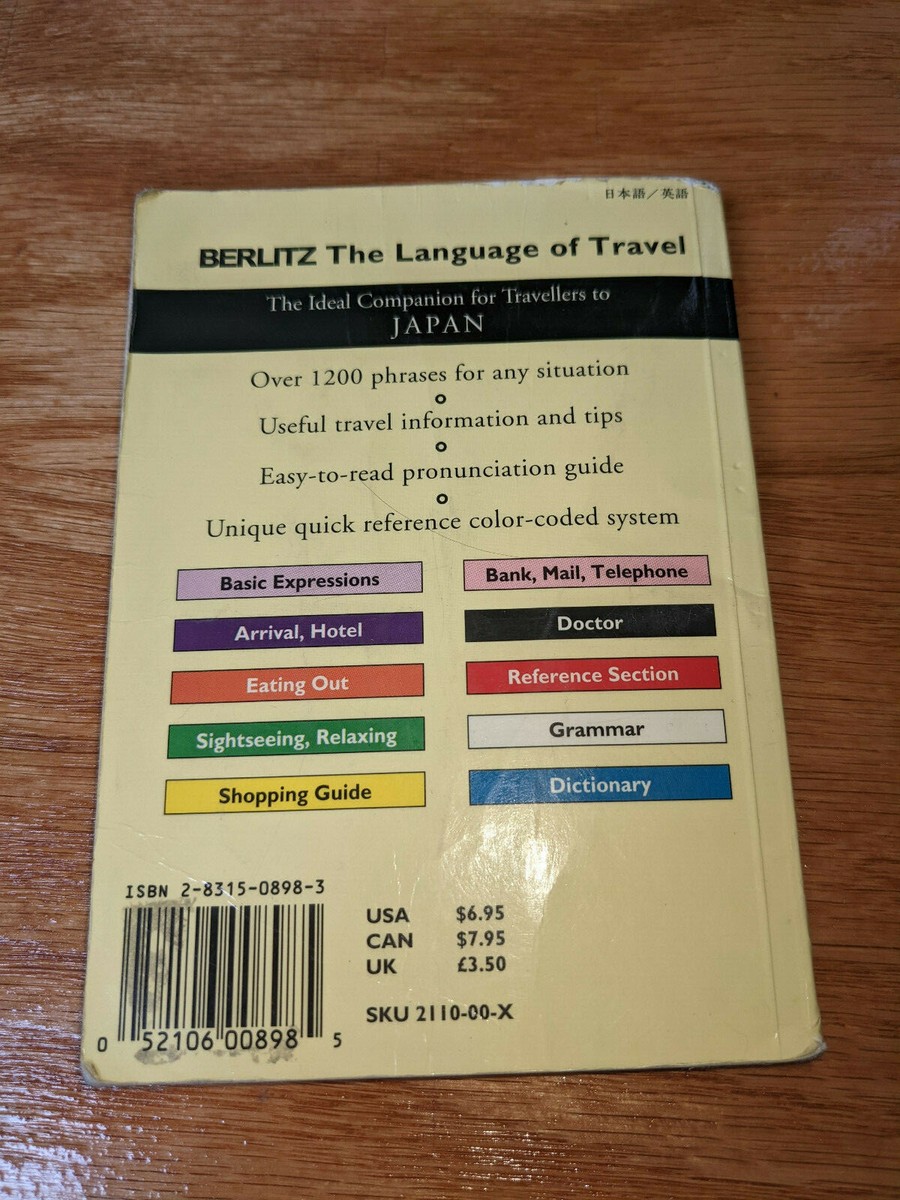 日本語／英語
BERLITZ The Language of Travel
The Ideal Companion for Travellers to
JAPAN
Over 1200 phrases for any situation
Useful travel information and tips
Easy-to-read pronunciation guide
Unique quick reference color-coded system
Basic Expressions
Arrival, Hotel
Eating Out
Sightseeing, Relaxing
Shopping Guide
Bank, Mail, Telephone
Doctor
Reference Section
Grammar
Dictionary
ISBN 2-8315-0898-3
0 52106 00898 5
USA $6.95
CAN $7.95
UK £3.50
SKU 2110-00-X